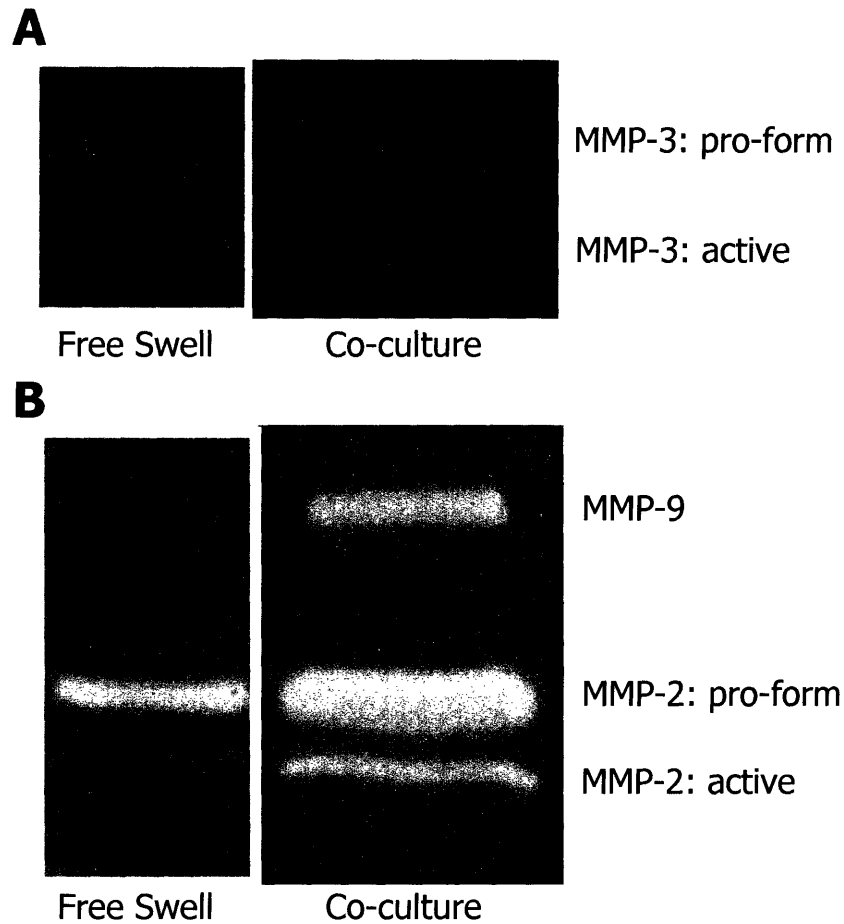 A
MMP-3: pro-form
MMP-3: active
Free Swell Co-culture
B
MMP-9
MMP-2: pro-form
MMP-2: active
Free Swell Co-culture